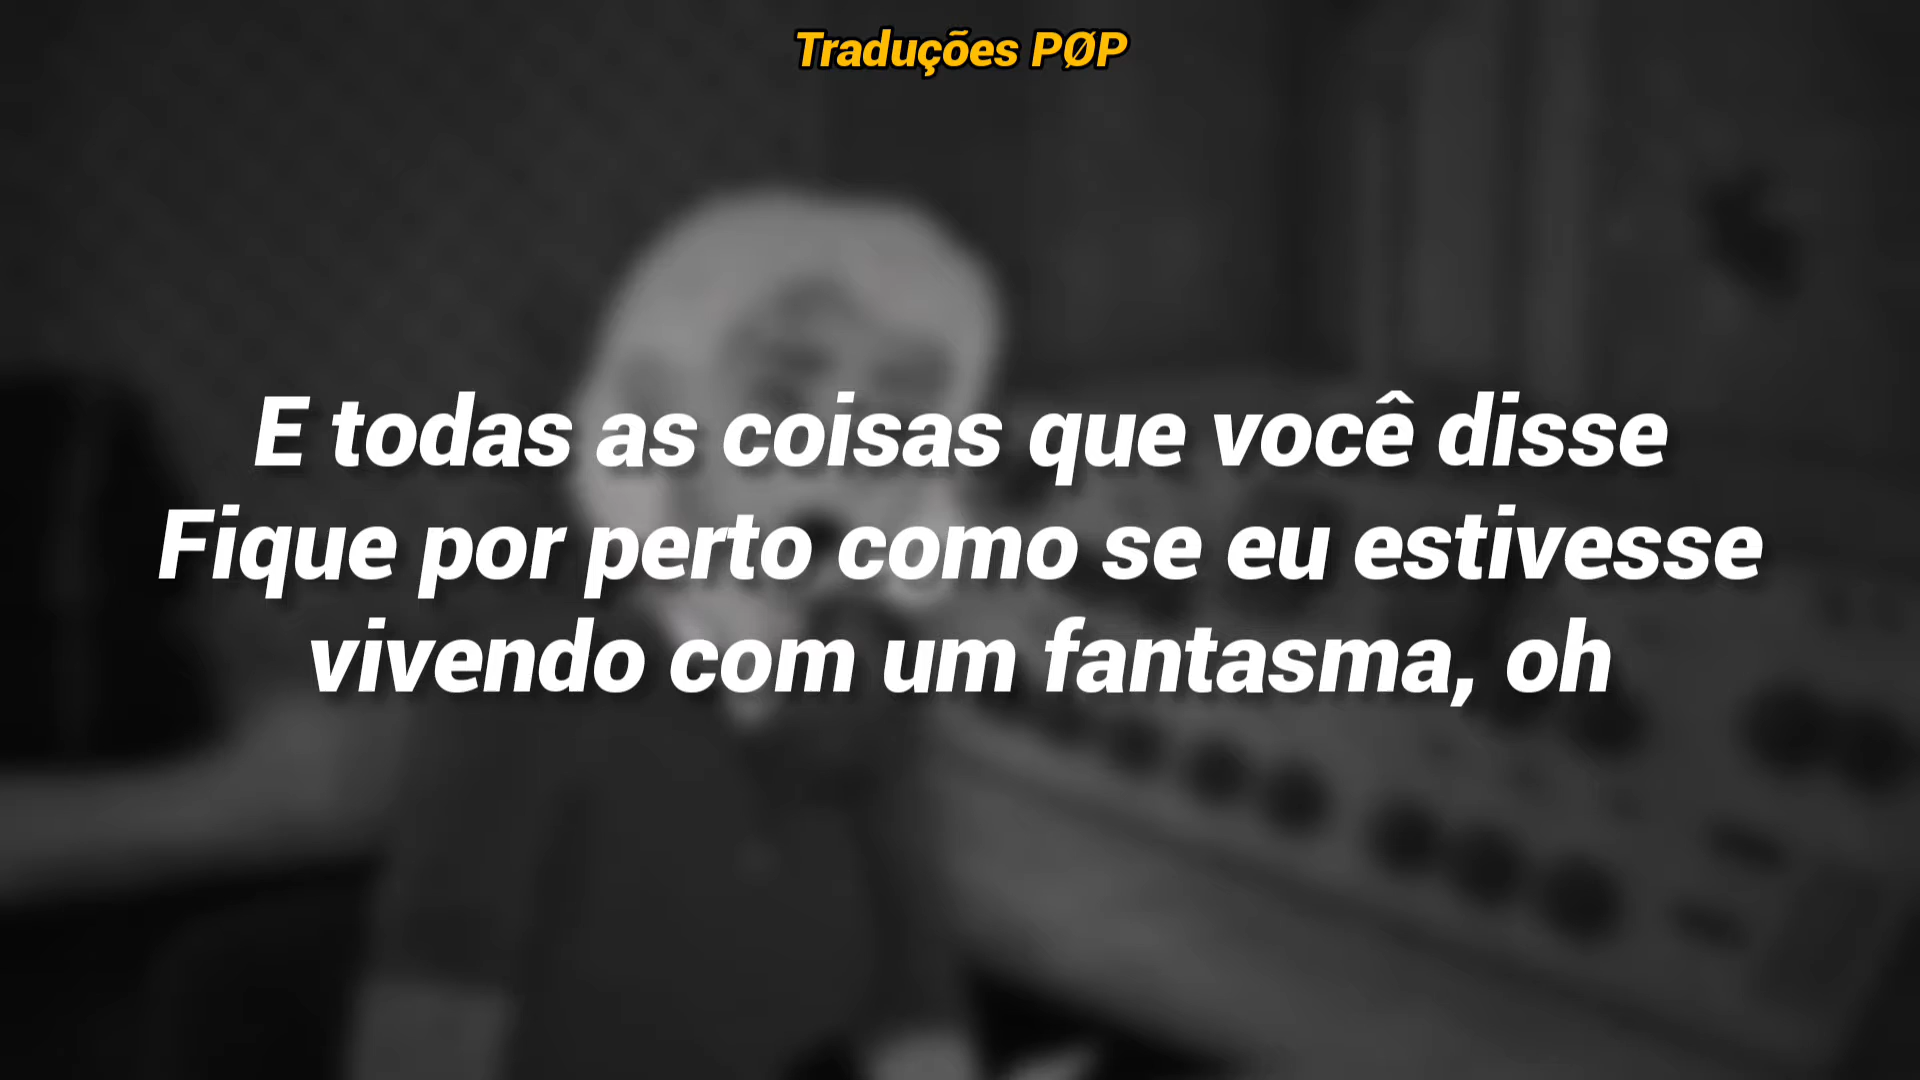 Traduções PØP
E todas as coisas que você disse
Fique por perto como se eu estivesse
vivendo com um fantasma, oh